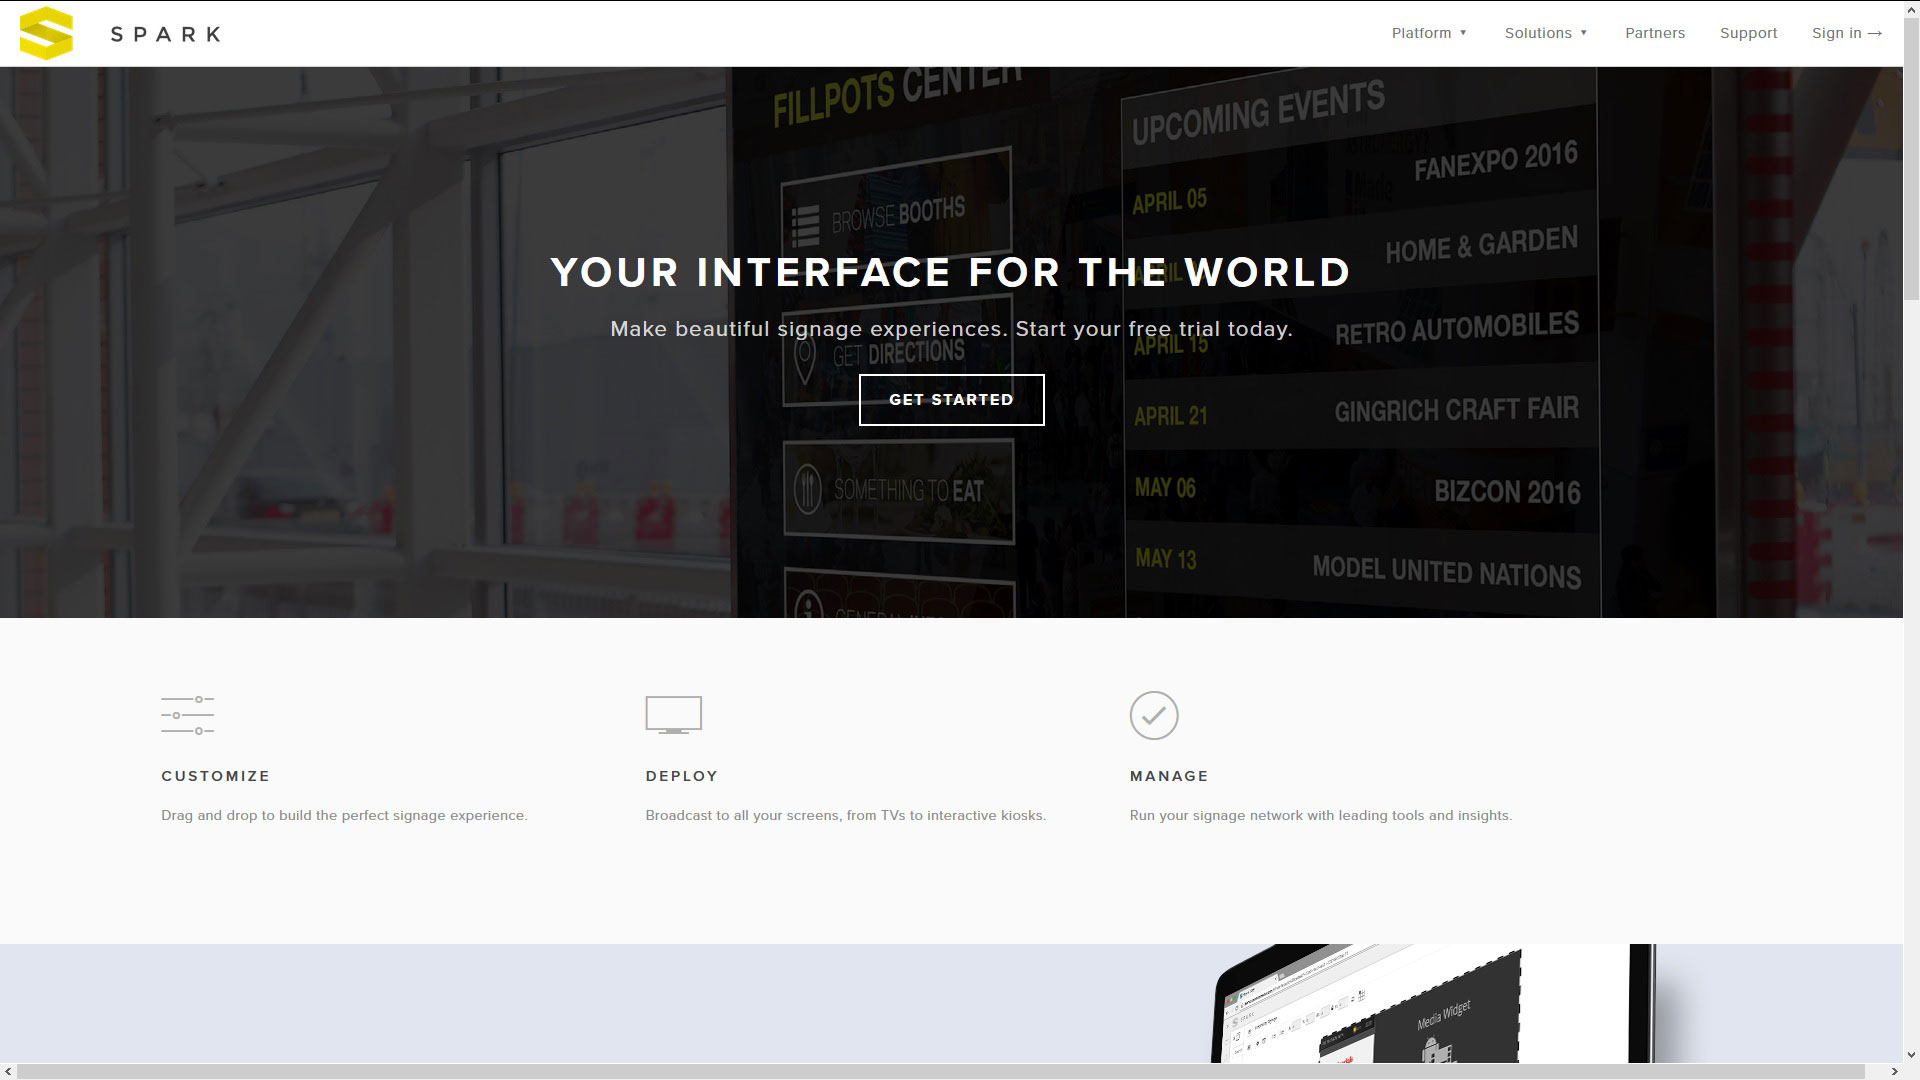 SPARK
Platform ▼
Solutions ▼
Partners
Support
Sign in →
FILLPOTS CENTER
UPCOMING EVENTS
FANEXPO 2016
BROWSE BOOTHS
APRIL 05
HOME & GARDEN
YOUR INTERFACE FOR THE WORLD
Make beautiful signage experiences. Start your free trial today.
RETRO AUTOMOBILES
GET DIRECTIONS
APRIL 15
GET STARTED
APRIL 21
GINGRICH CRAFT FAIR
SOMETHING TO EAT
MAY 06
BIZCON 2016
MAY 13
MODEL UNITED NATIONS
GENERAL INFO
CUSTOMIZE
Drag and drop to build the perfect signage experience.
DEPLOY
Broadcast to all your screens, from TVs to interactive kiosks.
MANAGE
Run your signage network with leading tools and insights.
Media Widget